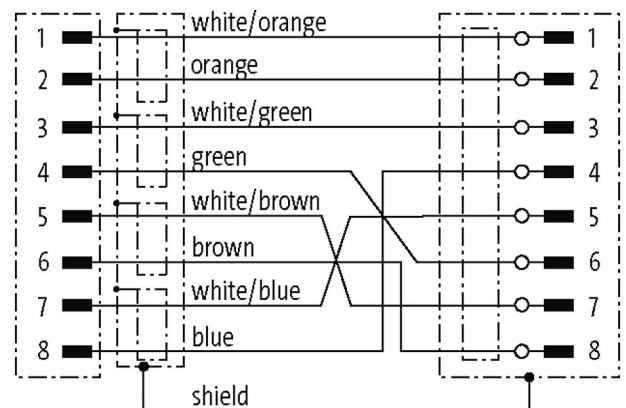 1 white/orange 1
2 orange 2
3 white/green 3
4 green 4
5 white/brown 5
6 brown 6
7 white/blue 7
8 blue 8
shield